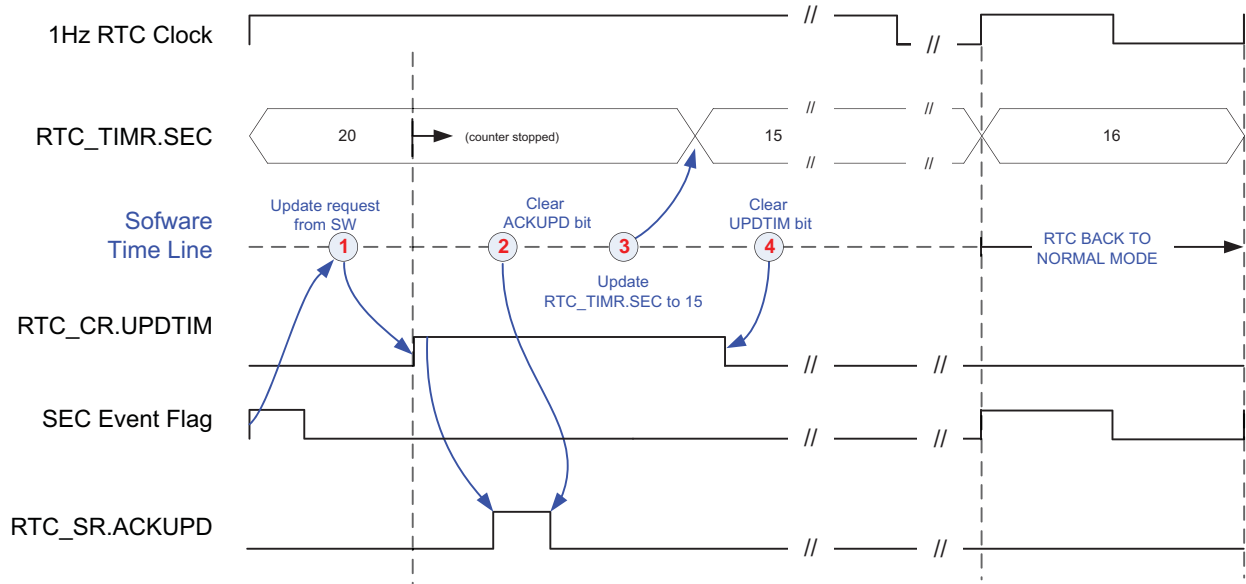 1Hz RTC Clock
//
//
RTC_TIMR.SEC
20
(counter stopped)
//
//
15
//
//
16
Sofware
Time Line
Update request
from SW
1
Clear
ACKUPD bit
2
3
Update
RTC_TIMR.SEC to 15
Clear
UPDTIM bit
4
RTC BACK TO
NORMAL MODE
RTC_CR.UPDTIM
//
//
SEC Event Flag
//
//
RTC_SR.ACKUPD
//
//